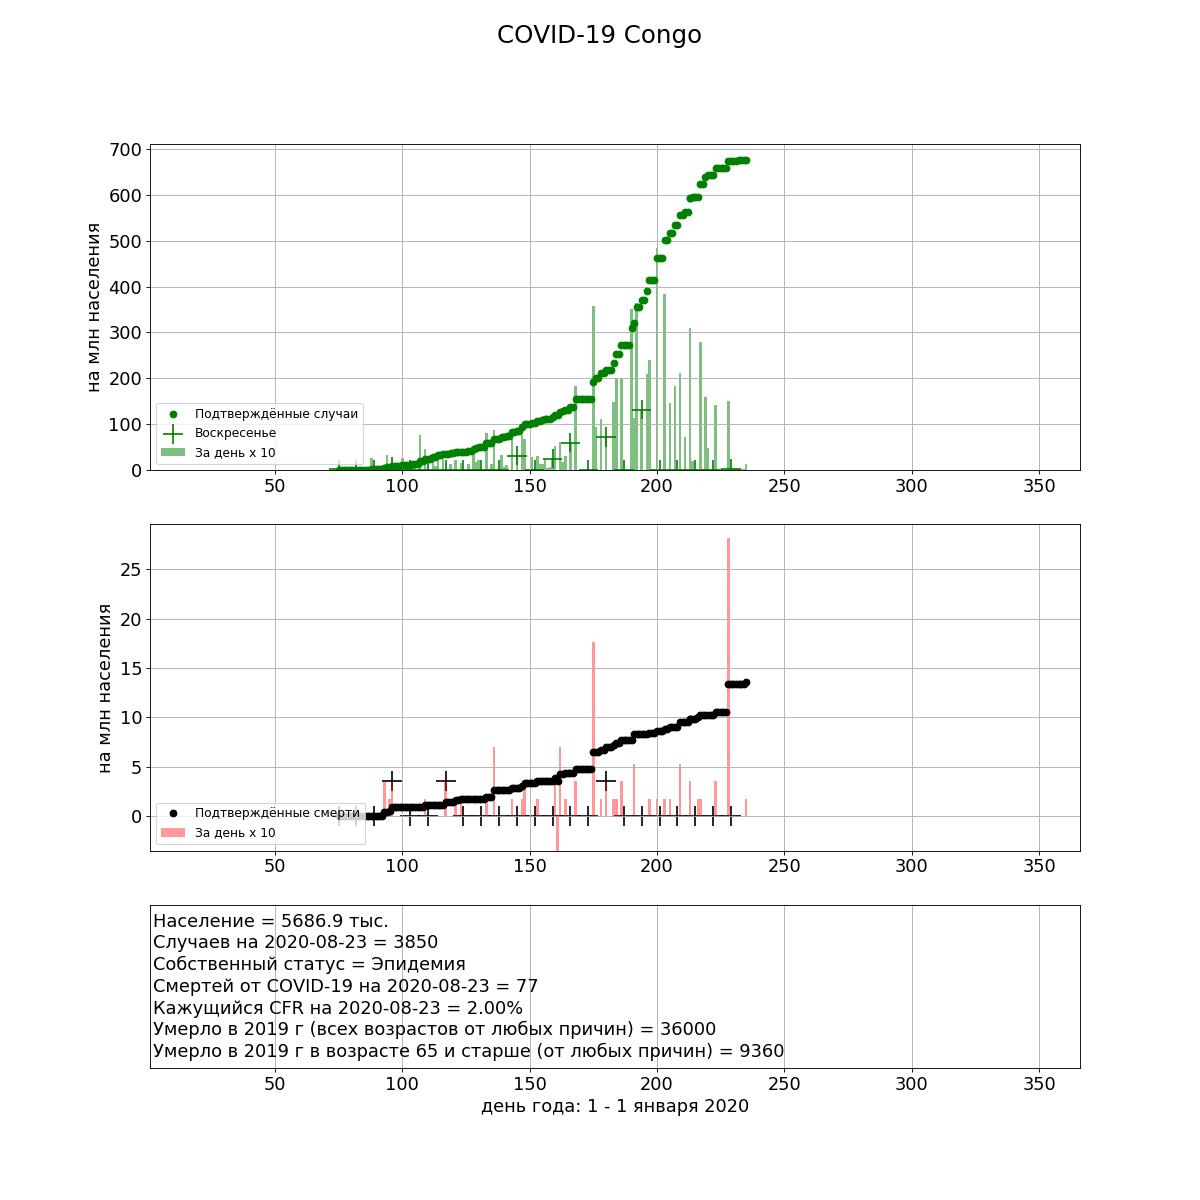 COVID-19 Congo
700
600
500
400
300
200
100
0
на млн населения
Подтверждённые случаи
Воскресенье
За день x 10
50 100 150 200 250 300 350
25
20
15
10
5
0
на млн населения
Подтверждённые смерти
За день x 10
50 100 150 200 250 300 350
Население = 5686.9 тыс.
Случаев на 2020-08-23 = 3850
Собственный статус = Эпидемия
Смертей от COVID-19 на 2020-08-23 = 77
Кажущийся CFR на 2020-08-23 = 2.00%
Умерло в 2019 г (всех возрастов от любых причин) = 36000
Умерло в 2019 г в возрасте 65 и старше (от любых причин) = 9360
50 100 150 200 250 300 350
день года: 1 - 1 января 2020